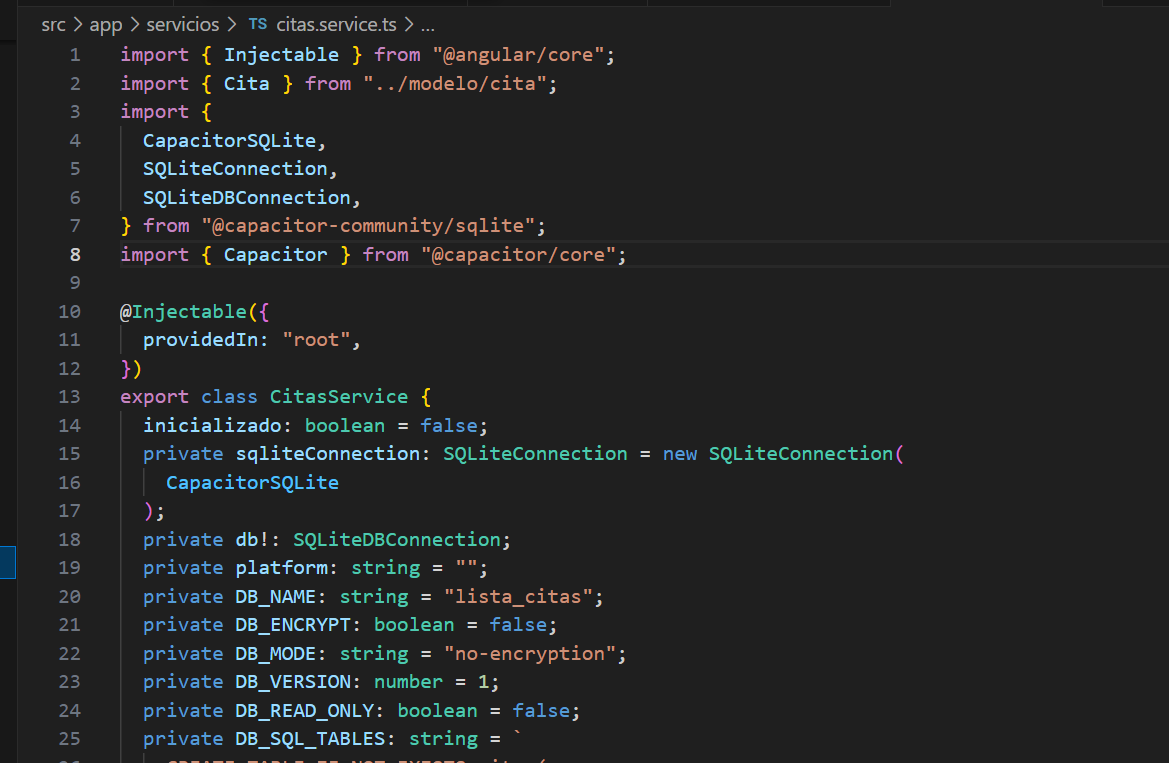 src > app > servicios > TS citas.service.ts > ...
1 import { Injectable } from "@angular/core";
2 import { Cita } from "../modelo/cita";
3 import {
4   CapacitorSQLite,
5   SQLiteConnection,
6   SQLiteDBConnection,
7 } from "@capacitor-community/sqlite";
8 import { Capacitor } from "@capacitor/core";
9
10 @Injectable({
11   providedIn: "root",
12 })
13 export class CitasService {
14   inicializado: boolean = false;
15   private sqliteConnection: SQLiteConnection = new SQLiteConnection(
16     CapacitorSQLite
17   );
18   private db!: SQLiteDBConnection;
19   private platform: string = "";
20   private DB_NAME: string = "lista_citas";
21   private DB_ENCRYPT: boolean = false;
22   private DB_MODE: string = "no-encryption";
23   private DB_VERSION: number = 1;
24   private DB_READ_ONLY: boolean = false;
25   private DB_SQL_TABLES: string = `